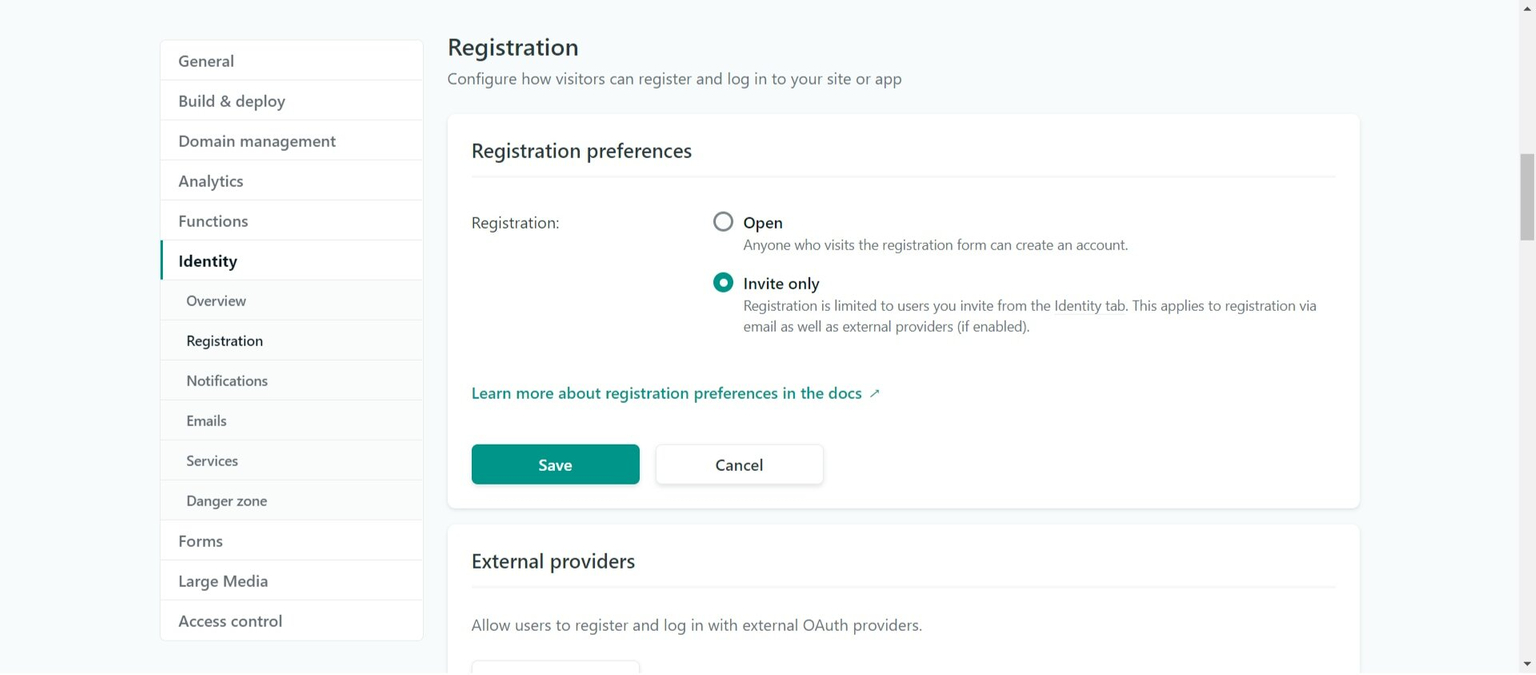 General
Build & deploy
Domain management
Analytics
Functions
Identity
Overview
Registration
Notifications
Emails
Services
Danger zone
Forms
Large Media
Access control
Registration
Configure how visitors can register and log in to your site or app
Registration preferences
Registration:
Open
Anyone who visits the registration form can create an account.
Invite only
Registration is limited to users you invite from the Identity tab. This applies to registration via
email as well as external providers (if enabled).
Learn more about registration preferences in the docs ↗
Save
Cancel
External providers
Allow users to register and log in with external OAuth providers.